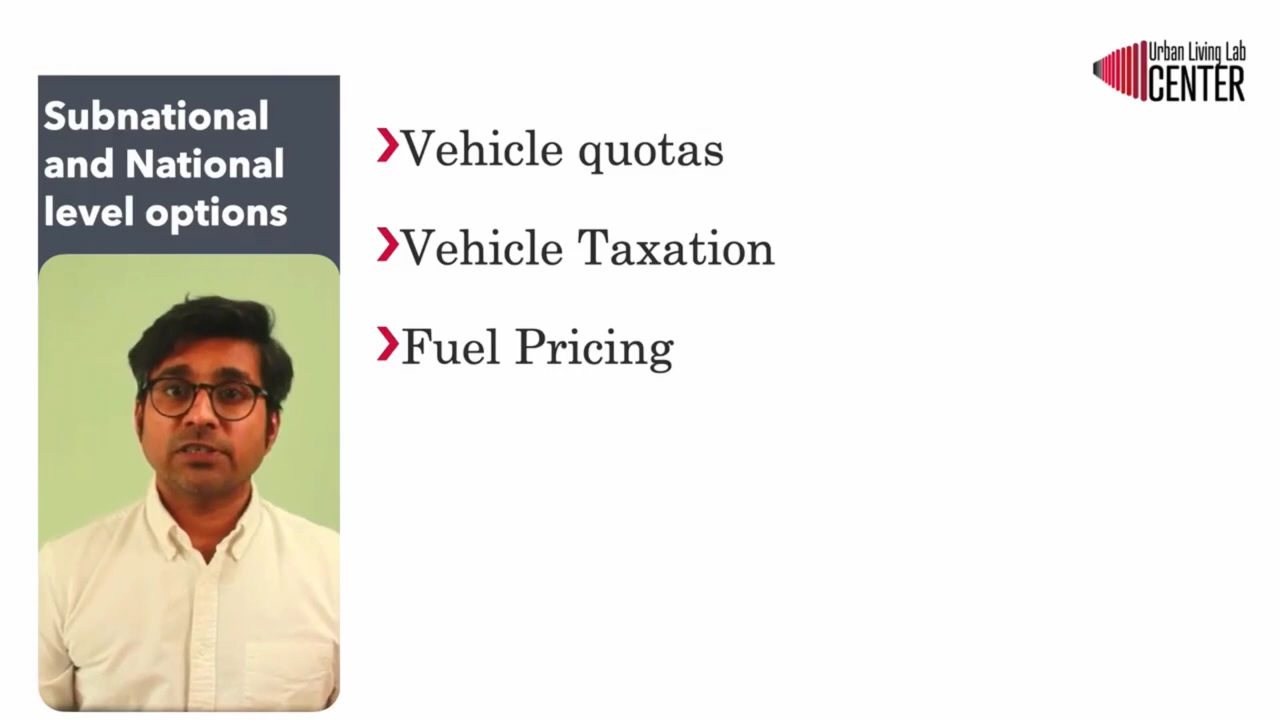 Subnational
and National
level options
Vehicle quotas
Vehicle Taxation
Fuel Pricing
Urban Living Lab
CENTER